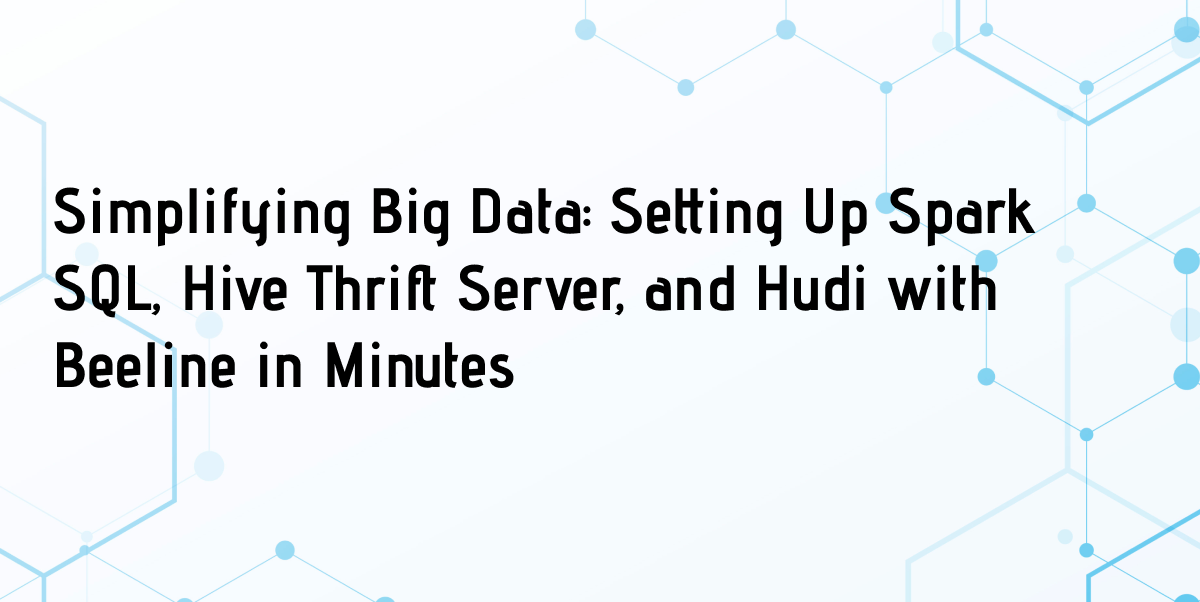 Simplifying Big Data: Setting Up Spark
SQL, Hive Thrift Server, and Hudi with
Beeline in Minutes